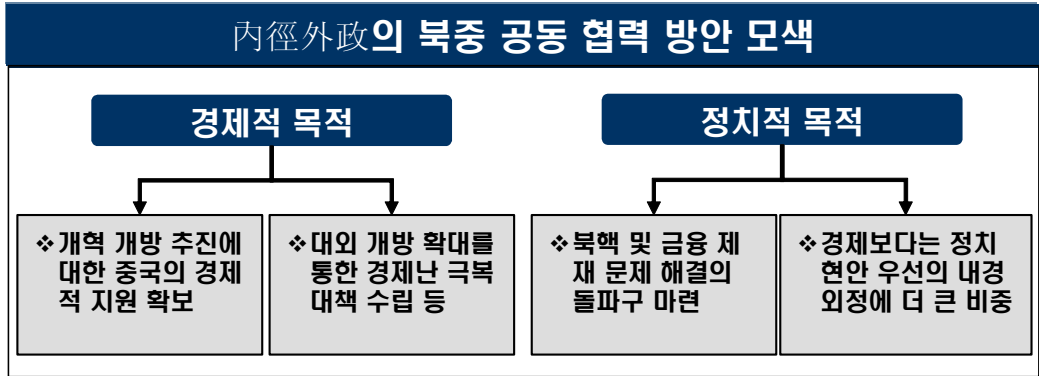 內徑外政의 북중 공동 협력 방안 모색
경제적 목적
정치적 목적
❖개혁 개방 추진에
대한 중국의 경제
적 지원 확보
❖대외 개방 확대를
통한 경제난 극복
대책 수립 등
❖북핵 및 금융 제
재 문제 해결의
돌파구 마련
❖경제보다는 정치
현안 우선의 내경
외정에 더 큰 비중